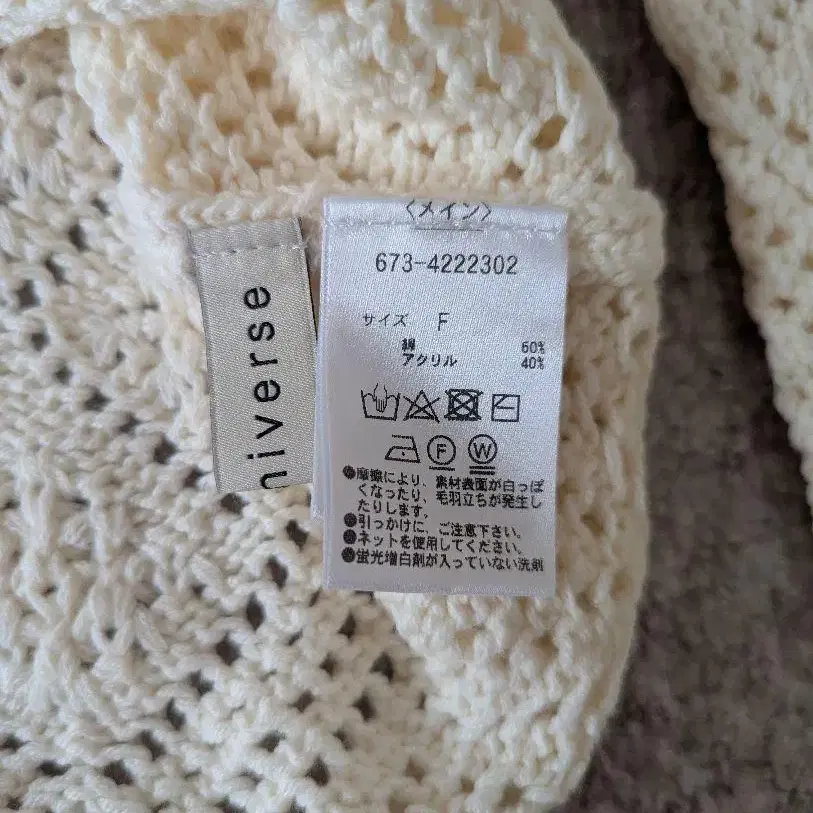 niverse
〈メイン〉
673-4222302
サイズ F
綿 60%
アクリル 40%
F W
●摩擦により、素材表面が白っぽ
くなったり、毛羽立ちが発生し
たりします。
●引っかけに、ご注意下さい。
●ネットを使用してください。
●蛍光増白剤が入っていない洗剤